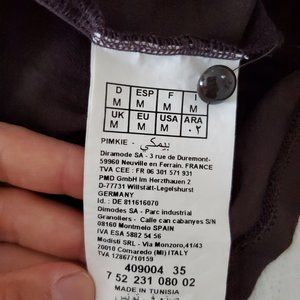 D ESP F I
M M M M
UK EU USA ARA
M M M ٠٢
PIMKIE - بيمكي
Diramode SA - 3 rue de Duremont-
59960 Neuville en Ferrain. FRANCE
TVA CEE : FR 06 301 571 931
PMD GmbH Im Herzthauen 2
D-77731 Willstätt-Legelshurst
GERMANY
Id. : DE 811616070
Dimodes SA - Parc industrial
Granollers - Calle can cabanyes S/N
08160 Montmelo SPAIN
IVA ESA 5882 54 56
Modisti SRL - Via Monzoro,41/43
20010 Cornaredo (MI) ITALY
IVA 12867710159
409004 35
7 52 231 080 02
MADE IN TUNISIA